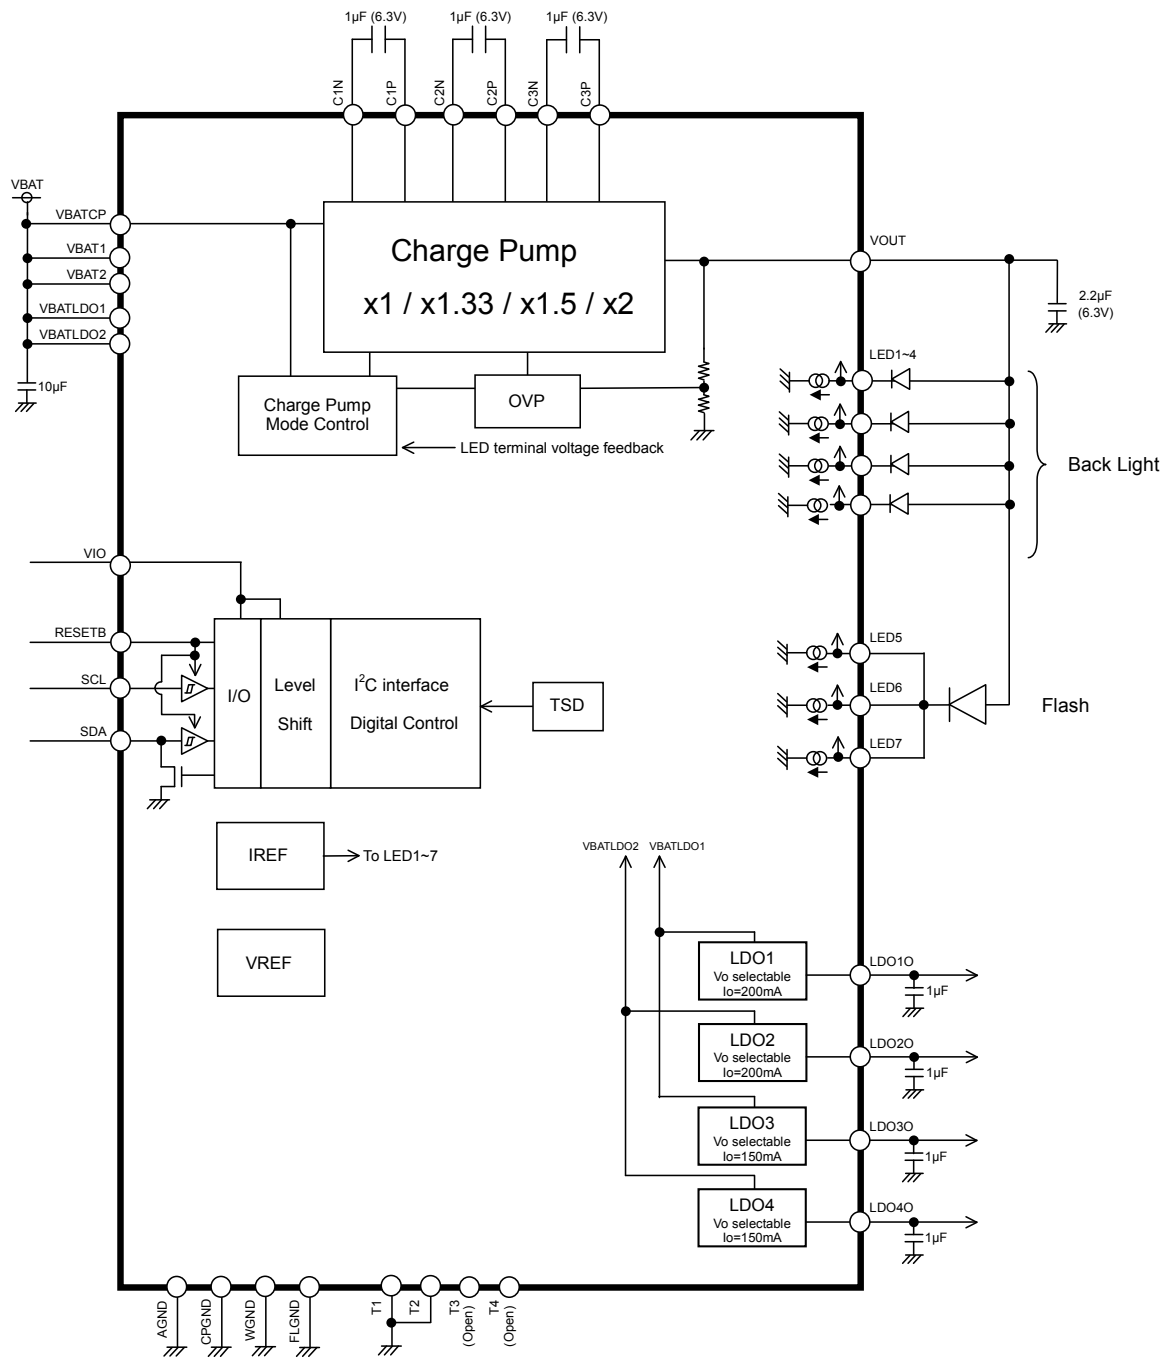 1µF (6.3V) 1µF (6.3V) 1µF (6.3V)
C1N C1P C2N C2P C3N C3P
VBAT
VBATCP
VBAT1
VBAT2
VBATLDO1
VBATLDO2
10µF
Charge Pump
x1 / x1.33 / x1.5 / x2
VOUT
2.2µF
(6.3V)
Charge Pump
Mode Control
OVP
LED terminal voltage feedback
LED1~4
Back Light
VIO
RESETB
SCL
SDA
I/O
Level
Shift
I²C interface
Digital Control
TSD
LED5
LED6
LED7
Flash
IREF
To LED1~7
VREF
VBATLDO2 VBATLDO1
LDO1
Vo selectable
Io=200mA
LDO1O
1µF
LDO2
Vo selectable
Io=200mA
LDO2O
1µF
LDO3
Vo selectable
Io=150mA
LDO3O
1µF
LDO4
Vo selectable
Io=150mA
LDO4O
1µF
AGND
CPGND
WGND
FLGND
T1
T2
T3
(Open)
T4
(Open)